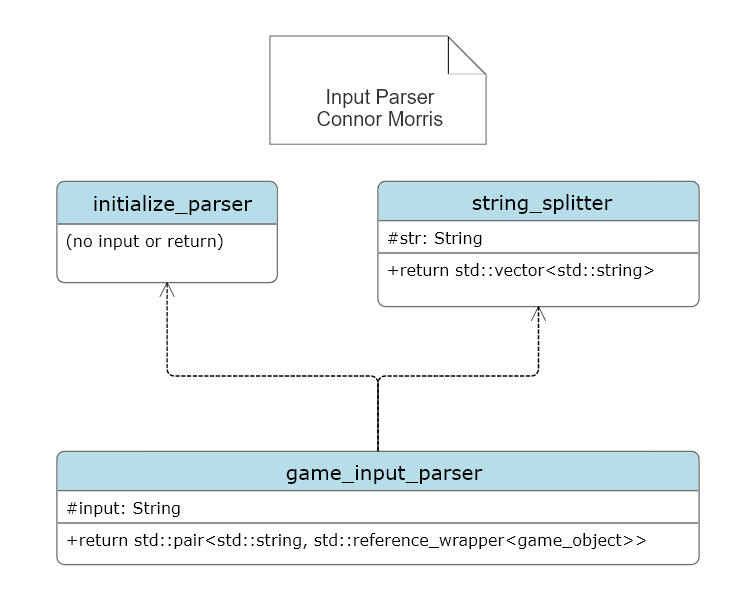 Input Parser
Connor Morris
initialize_parser
(no input or return)
string_splitter
#str: String
+return std::vector<std::string>
game_input_parser
#input: String
+return std::pair<std::string, std::reference_wrapper<game_object>>